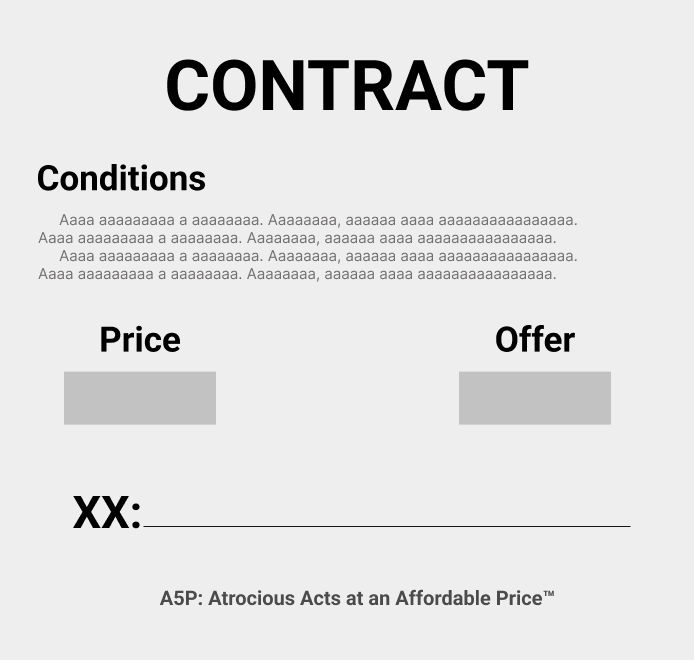 CONTRACT
Conditions
Aaaa aaaaaaaaa a aaaaaaaa. Aaaaaaaa, aaaaaa aaaa aaaaaaaaaaaaaaaa.
Aaaa aaaaaaaaa a aaaaaaaa. Aaaaaaaa, aaaaaa aaaa aaaaaaaaaaaaaaaa.
Aaaa aaaaaaaaa a aaaaaaaa. Aaaaaaaa, aaaaaa aaaa aaaaaaaaaaaaaaaa.
Aaaa aaaaaaaaa a aaaaaaaa. Aaaaaaaa, aaaaaa aaaa aaaaaaaaaaaaaaaa.
Price
Offer
XX:
A5P: Atrocious Acts at an Affordable Price™